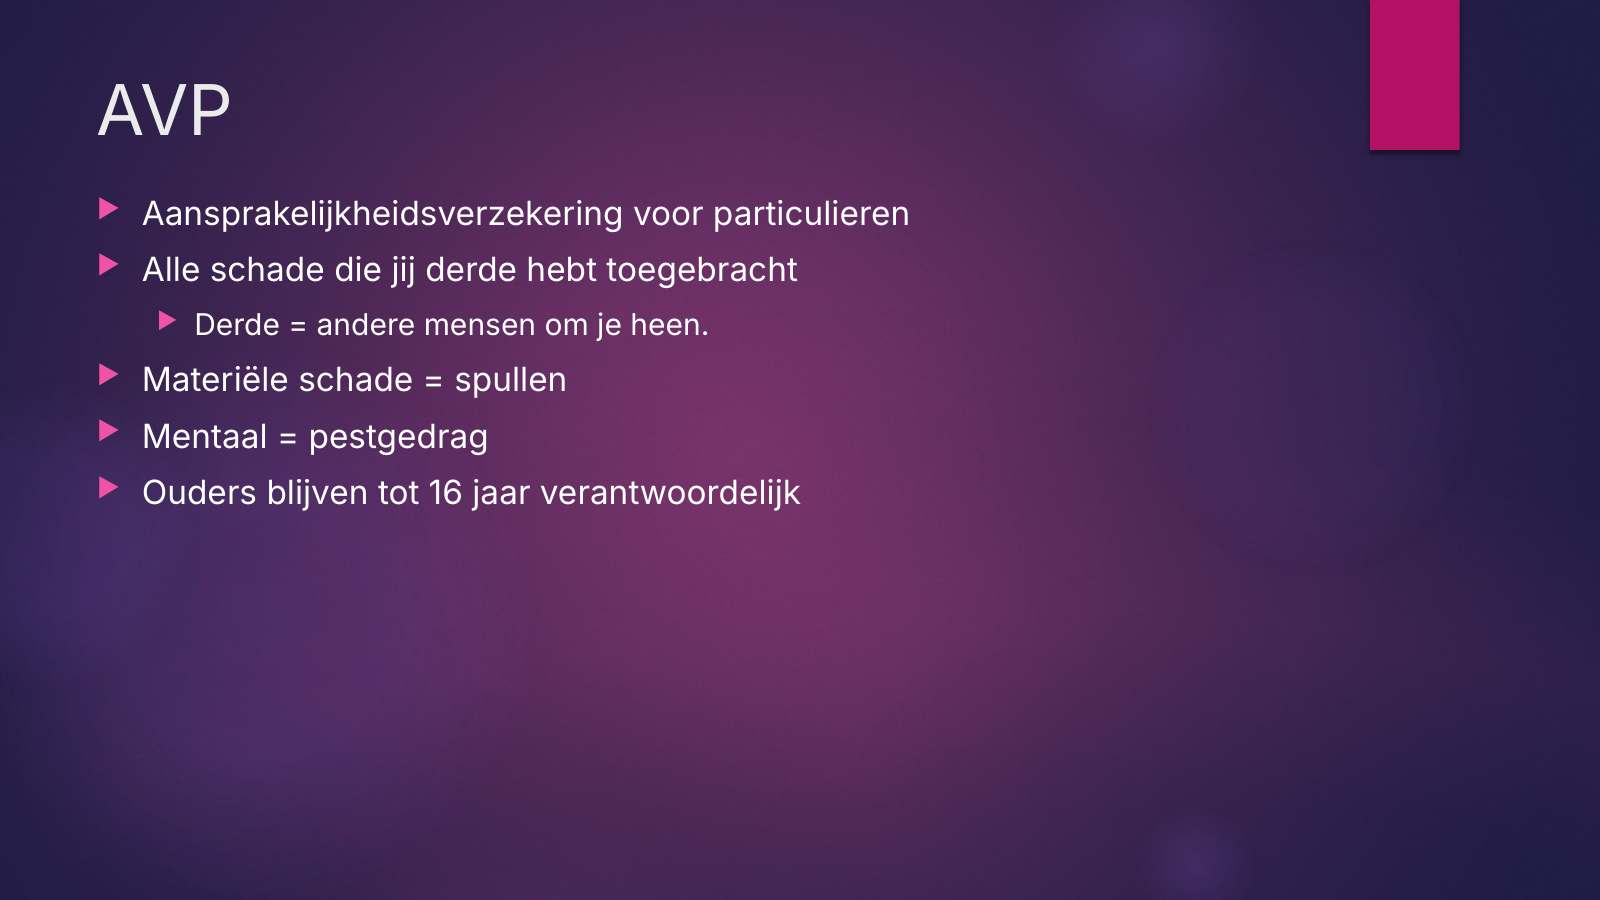 AVP
Aansprakelijkheidsverzekering voor particulieren
Alle schade die jij derde hebt toegebracht
Derde = andere mensen om je heen.
Materiële schade = spullen
Mentaal = pestgedrag
Ouders blijven tot 16 jaar verantwoordelijk